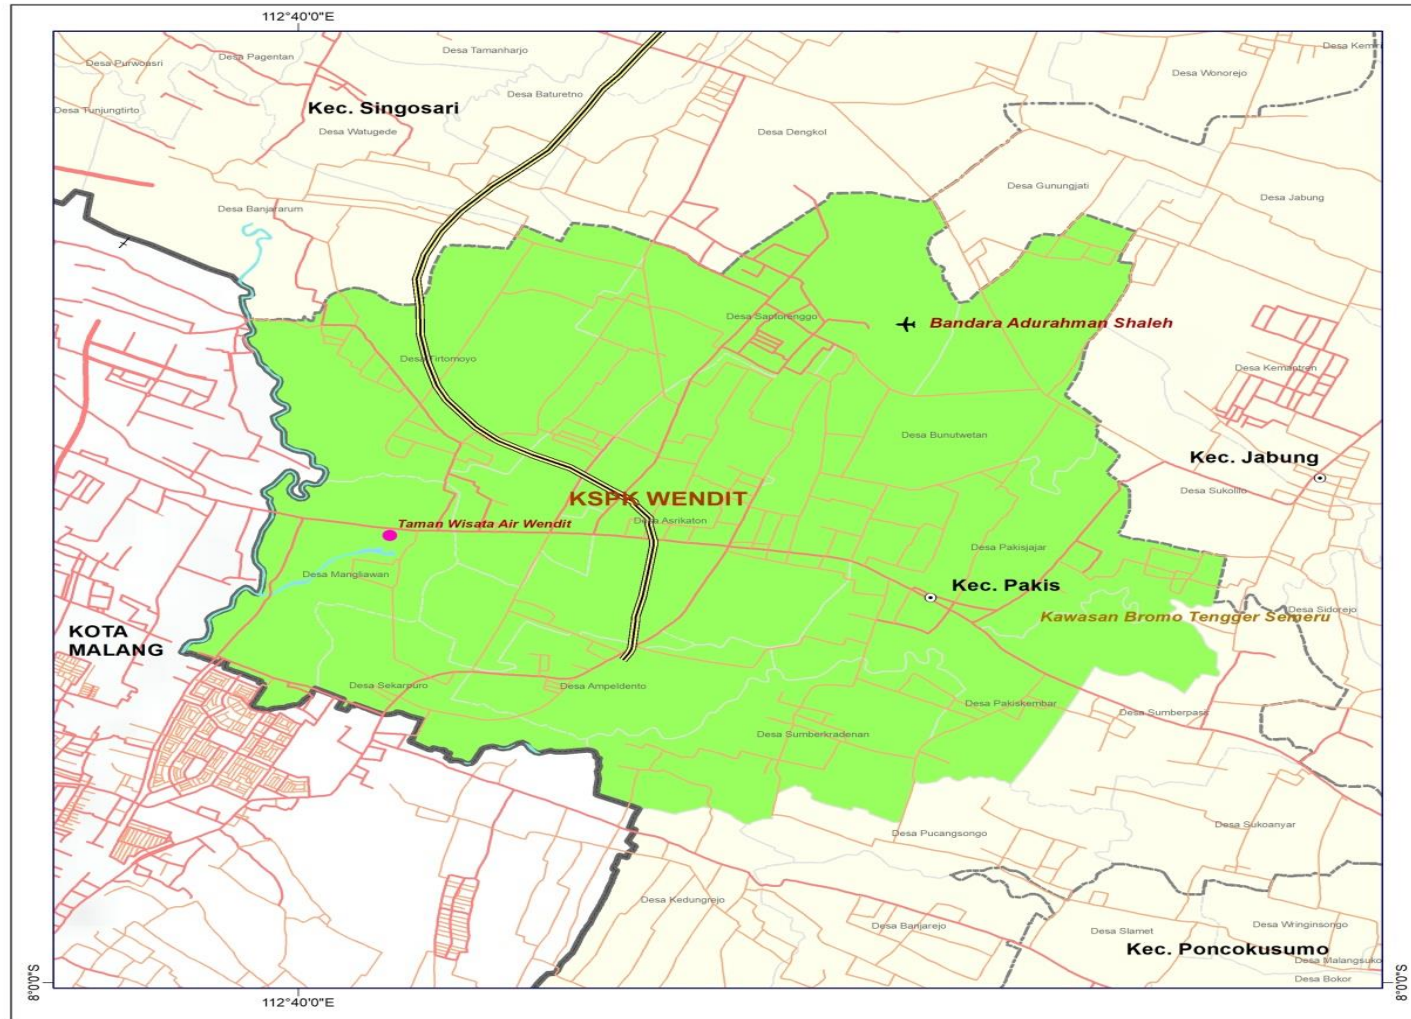 112°40'0"E
Desa Tamanharjo
Desa Kemiri
Desa Pagentan
Desa Purwoasri
Desa Wonorejo
Desa Baturetno
Kec. Singosari
Desa Tunjungtirto
Desa Watugede
Desa Dengkol
Desa Gunungjati
Desa Jabung
Desa Banjararum
Desa Saptorenggo
Bandara Adurahman Shaleh
Desa Tirtomoyo
Desa Kemantren
Desa Bunutwetan
Kec. Jabung
Desa Sukolilo
KSPK WENDIT
Taman Wisata Air Wendit
Desa Asrikaton
Desa Pakisjajar
Desa Mangliawan
Kec. Pakis
Desa Sidorejo
Kawasan Bromo Tengger Semeru
KOTA
MALANG
Desa Sekarpuro
Desa Ampeldento
Desa Pakiskembar
Desa Sumberpasir
Desa Sumberkradenan
Desa Sukoanyar
Desa Pucangsongo
Desa Kedungrejo
Desa Banjarejo
Desa Slamet
Desa Wringinsongo
Kec. Poncokusumo
Desa Malangsuko
Desa Bokor
8°0'0"S
8°0'0"S
112°40'0"E